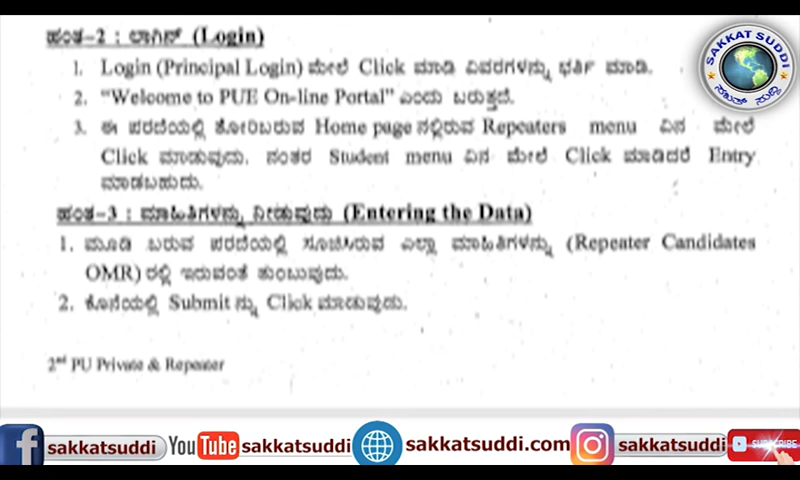 ಹಂತ-2 : ಲಾಗಿನ್ (Login)
1. Login (Principal Login) ಮೇಲೆ Click ಮಾಡಿ ವಿವರಗಳನ್ನು ಭರ್ತಿ ಮಾಡಿ.
2. “Welcome to PUE On-line Portal” ಎಂದು ಬರುತ್ತದೆ.
3. ಈ ಪರದೆಯಲ್ಲಿ ತೋರಿಬರುವ Home page ನಲ್ಲಿರುವ Repeaters menu ವಿನ ಮೇಲೆ
Click ಮಾಡುವುದು. ನಂತರ Student menu ವಿನ ಮೇಲೆ Click ಮಾಡಿದರೆ Entry
ಮಾಡಬಹುದು.
ಹಂತ-3 : ಮಾಹಿತಿಗಳನ್ನು ನೀಡುವುದು (Entering the Data)
1. ಮೂಡಿ ಬರುವ ಪರದೆಯಲ್ಲಿ ಸೂಚಿಸಿರುವ ಎಲ್ಲಾ ಮಾಹಿತಿಗಳನ್ನು (Repeater Candidates
OMR) ರಲ್ಲಿ ಇರುವಂತೆ ತುಂಬುವುದು.
2. ಕೊನೆಯಲ್ಲಿ Submit ನ್ನು Click ಮಾಡುವುದು.
2nd PU Private & Repeater
SAKKAT SUDDI
ಸಖತ್ ಸುದ್ದಿ
sakkatsuddi YouTube sakkatsuddi sakkatsuddi.com sakkatsuddi SUBSCRIBE